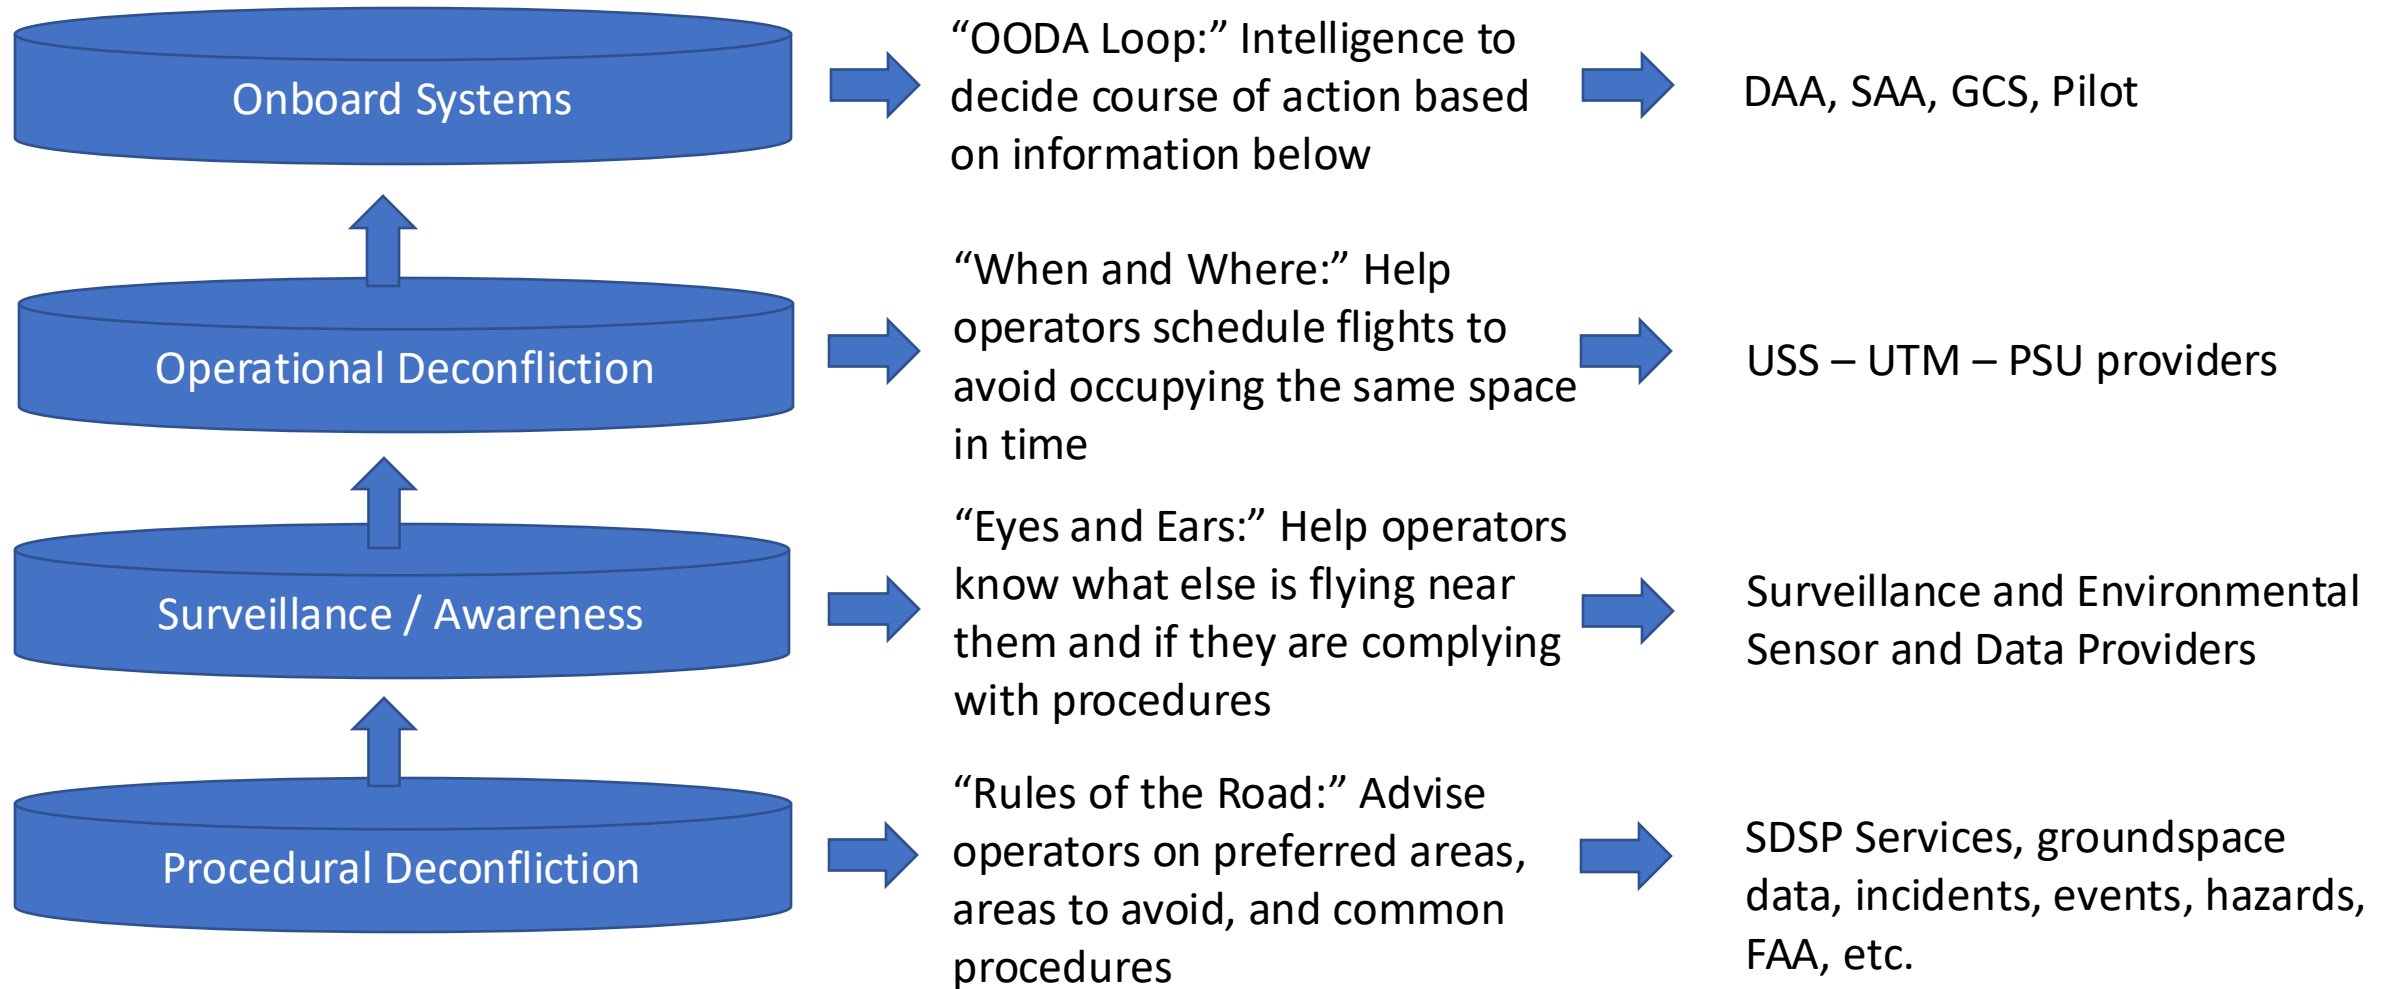 Onboard Systems
“OODA Loop:” Intelligence to
decide course of action based
on information below
DAA, SAA, GCS, Pilot
Operational Deconfliction
“When and Where:” Help
operators schedule flights to
avoid occupying the same space
in time
USS – UTM – PSU providers
Surveillance / Awareness
“Eyes and Ears:” Help operators
know what else is flying near
them and if they are complying
with procedures
Surveillance and Environmental
Sensor and Data Providers
Procedural Deconfliction
“Rules of the Road:” Advise
operators on preferred areas,
areas to avoid, and common
procedures
SDSP Services, groundspace
data, incidents, events, hazards,
FAA, etc.